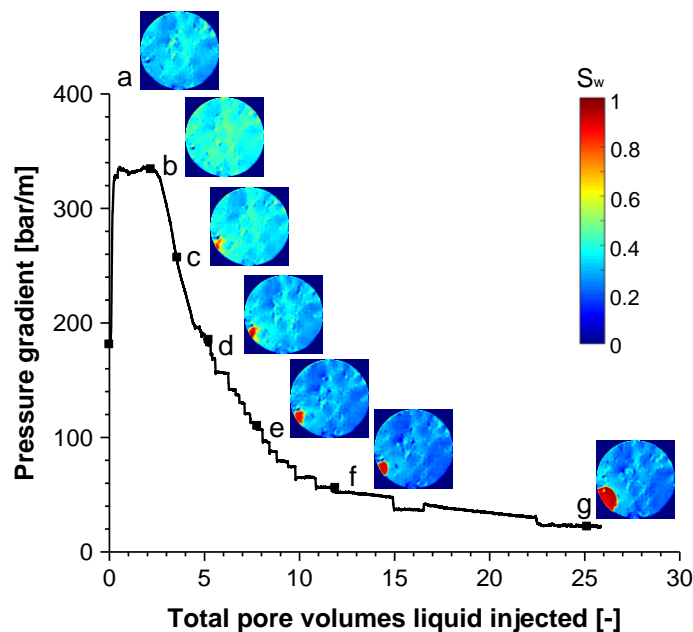 a
b
c
d
e
f
g
Sw
1
0.8
0.6
0.4
0.2
0
Pressure gradient [bar/m]
400
300
200
100
0
0 5 10 15 20 25 30
Total pore volumes liquid injected [-]